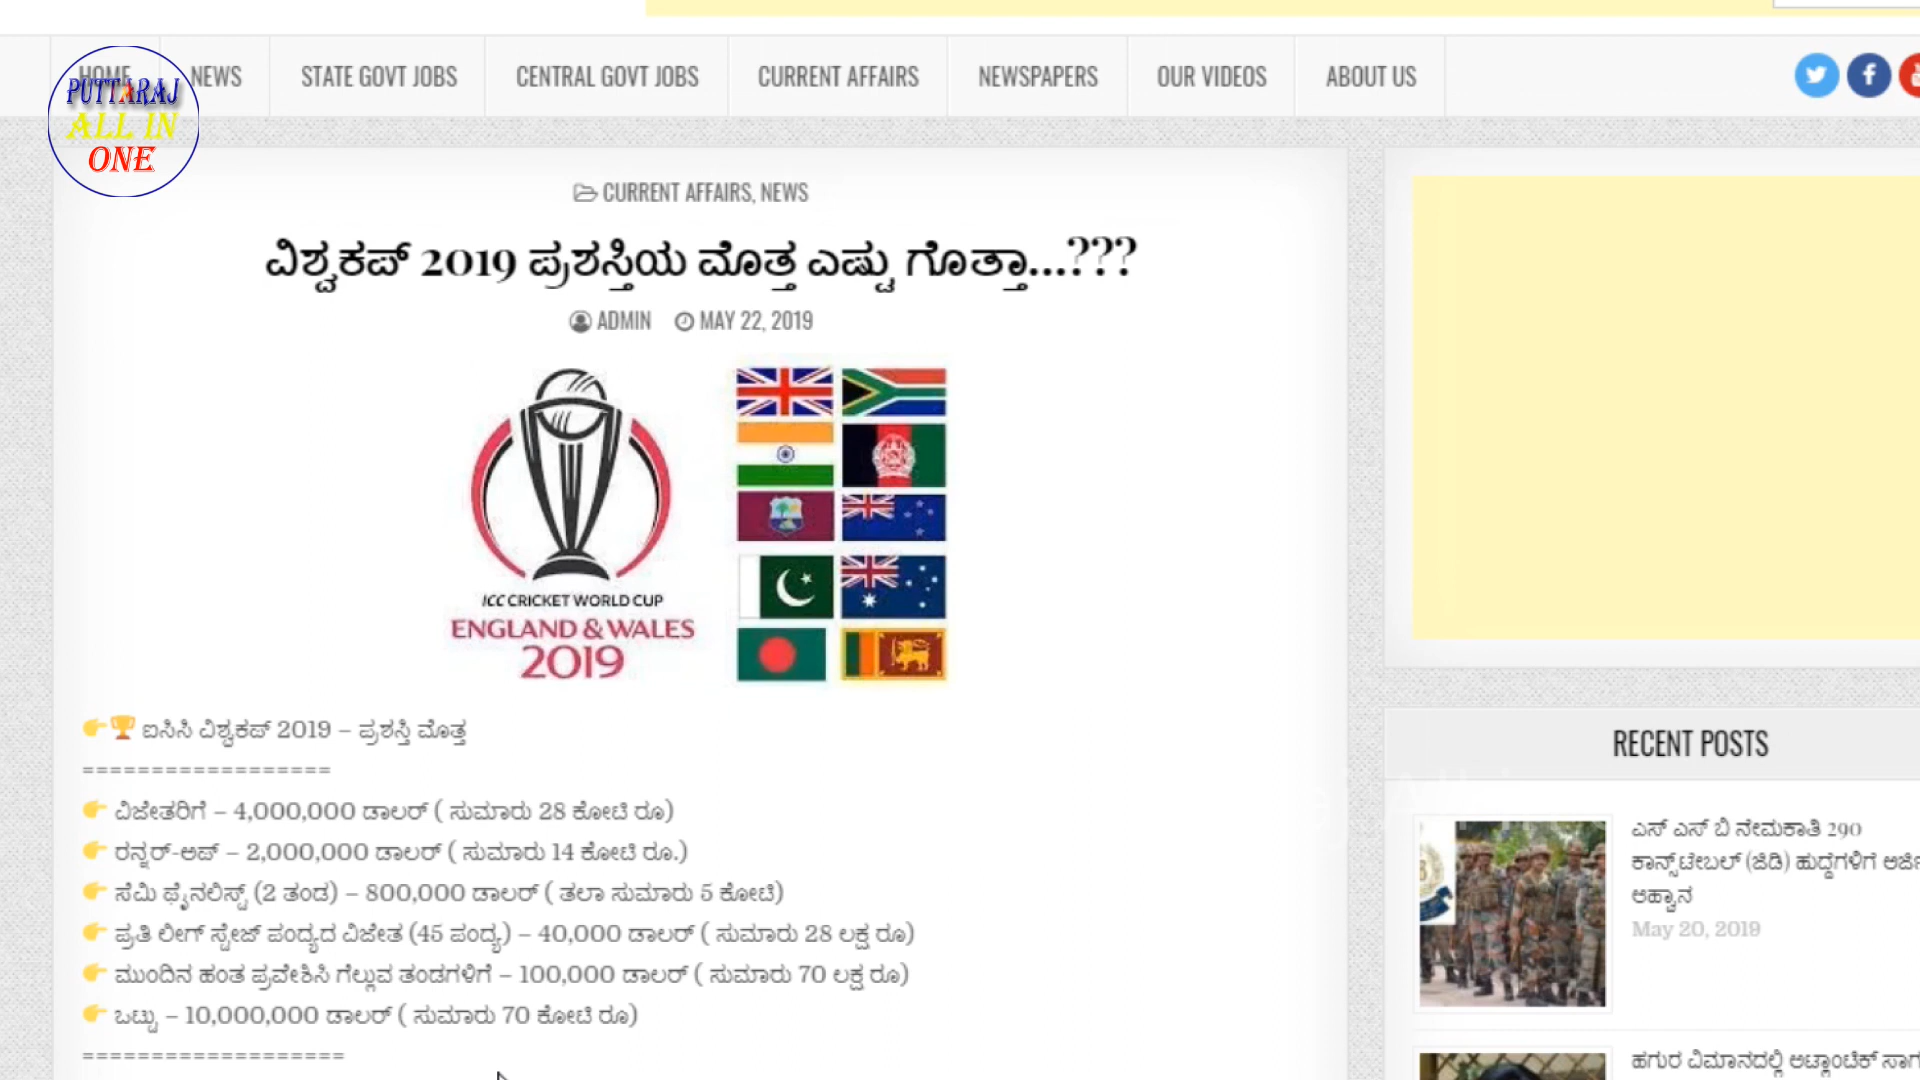 HOME
NEWS
STATE GOVT JOBS
CENTRAL GOVT JOBS
CURRENT AFFAIRS
NEWSPAPERS
OUR VIDEOS
ABOUT US
PUTTARAJ
ALL IN
ONE
CURRENT AFFAIRS, NEWS
ವಿಶ್ವಕಪ್ 2019 ಪ್ರಶಸ್ತಿಯ ಮೊತ್ತ ಎಷ್ಟು ಗೊತ್ತಾ...???
ADMIN MAY 22, 2019
ICC CRICKET WORLD CUP
ENGLAND & WALES
2019
👉🏆 ಐಸಿಸಿ ವಿಶ್ವಕಪ್ 2019 – ಪ್ರಶಸ್ತಿ ಮೊತ್ತ
==================
👉 ವಿಜೇತರಿಗೆ – 4,000,000 ಡಾಲರ್ ( ಸುಮಾರು 28 ಕೋಟಿ ರೂ)
👉 ರನ್ನರ್-ಅಪ್ – 2,000,000 ಡಾಲರ್ ( ಸುಮಾರು 14 ಕೋಟಿ ರೂ.)
👉 ಸೆಮಿ ಫೈನಲಿಸ್ಟ್ (2 ತಂಡ) – 800,000 ಡಾಲರ್ ( ತಲಾ ಸುಮಾರು 5 ಕೋಟಿ)
👉 ಪ್ರತಿ ಲೀಗ್ ಸ್ಟೇಜ್ ಪಂದ್ಯದ ವಿಜೇತ (45 ಪಂದ್ಯ) – 40,000 ಡಾಲರ್ ( ಸುಮಾರು 28 ಲಕ್ಷ ರೂ)
👉 ಮುಂದಿನ ಹಂತ ಪ್ರವೇಶಿಸಿ ಗೆಲ್ಲುವ ತಂಡಗಳಿಗೆ – 100,000 ಡಾಲರ್ ( ಸುಮಾರು 70 ಲಕ್ಷ ರೂ)
👉 ಒಟ್ಟು – 10,000,000 ಡಾಲರ್ ( ಸುಮಾರು 70 ಕೋಟಿ ರೂ)
===================
RECENT POSTS
ಎಸ್ ಎಸ್ ಬಿ ನೇಮಕಾತಿ 290
ಕಾನ್ಸ್‌ಟೇಬಲ್ (ಜಿಡಿ) ಹುದ್ದೆಗಳಿಗೆ
ಅಹ್ವಾನ
May 20, 2019
ಹಗುರ ವಿಮಾನದಲ್ಲಿ ಅಟ್ಲಾಂಟಿಕ್